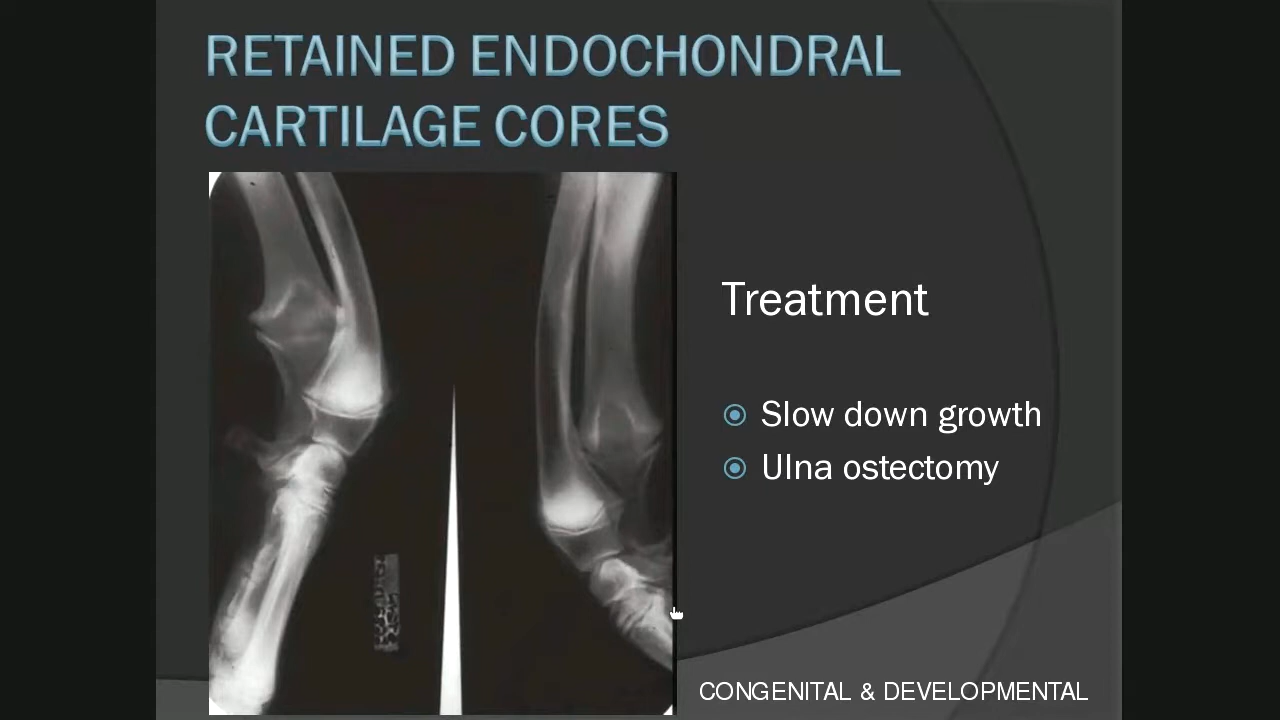 RETAINED ENDOCHONDRAL
CARTILAGE CORES
Treatment
Slow down growth
Ulna ostectomy
CONGENITAL & DEVELOPMENTAL